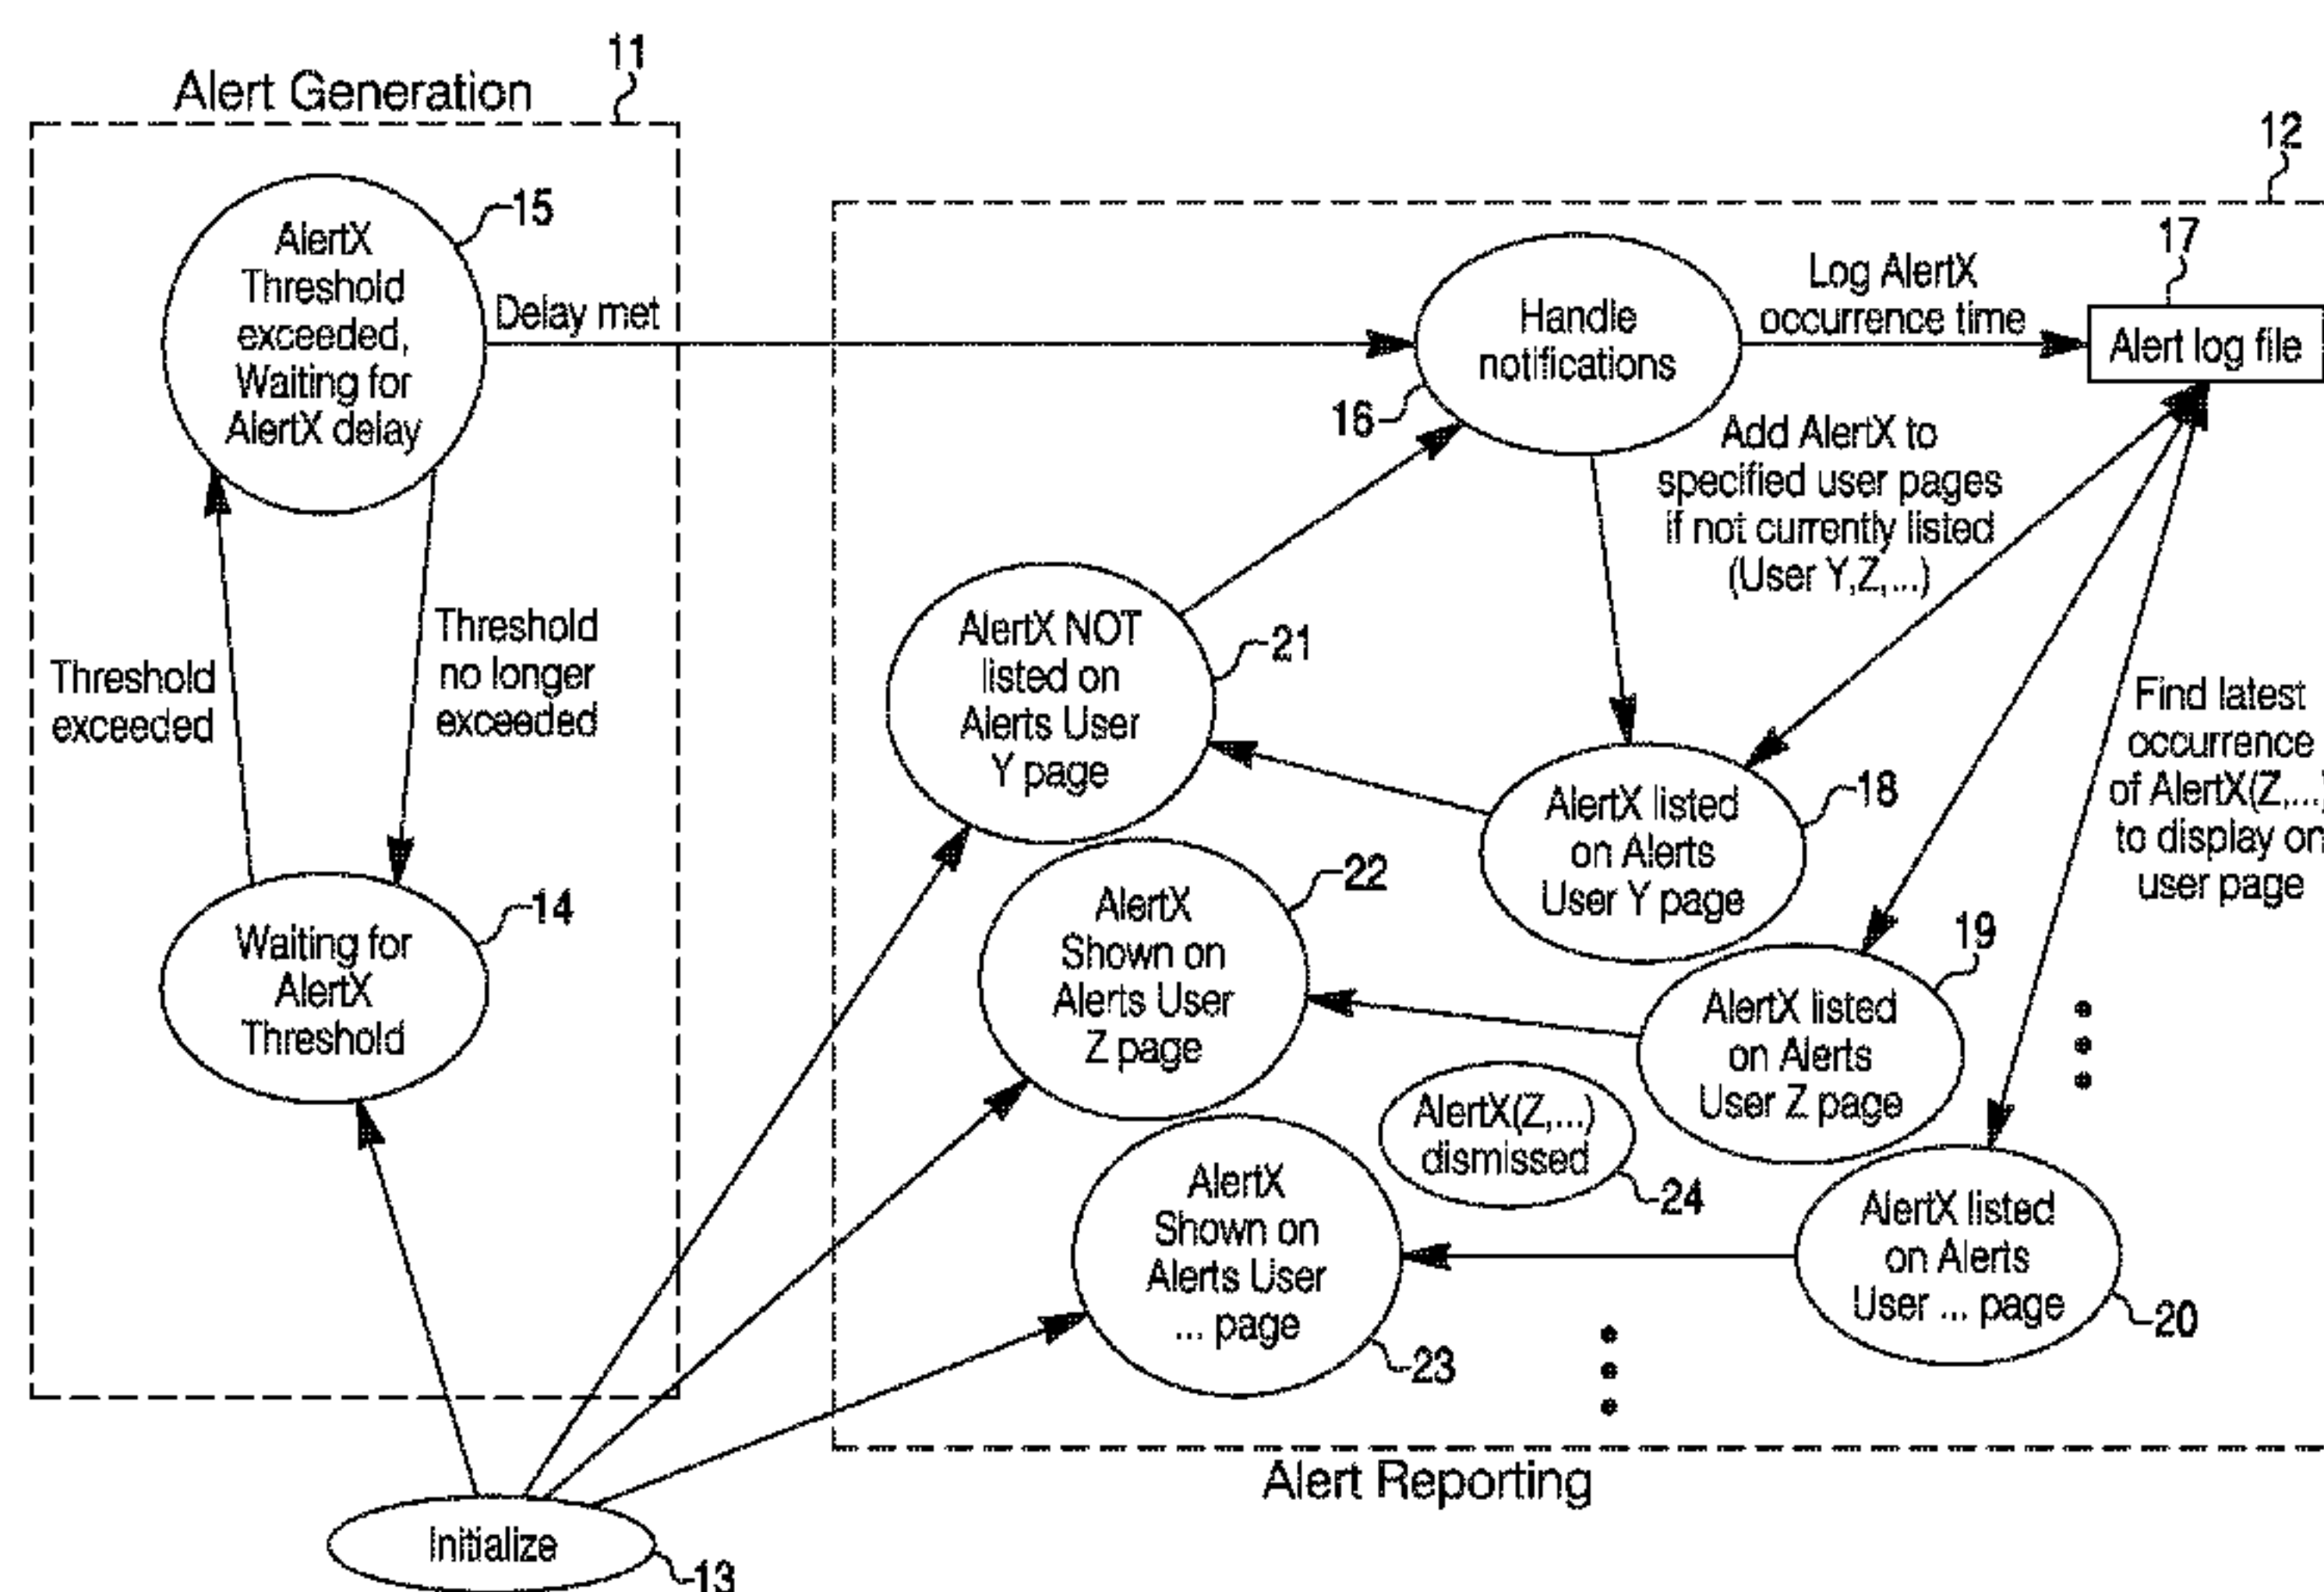 Alert Generation
11
AlertX
Threshold
exceeded,
Waiting for
AlertX delay
15
Delay met
Threshold
exceeded
Threshold
no longer
exceeded
Waiting for
AlertX
Threshold
14
Initialize
13
12
Handle
notifications
16
Log AlertX
occurrence time
17
Alert log file
Add AlertX to
specified user pages
if not currently listed
(User Y,Z,...)
AlertX NOT
listed on
Alerts User
Y page
21
AlertX listed
on Alerts
User Y page
18
Find latest
occurrence
of AlertX(Z,...)
to display on
user page
AlertX
Shown on
Alerts User
Z page
22
AlertX listed
on Alerts
User Z page
19
AlertX(Z,...)
dismissed
24
AlertX
Shown on
Alerts User
... page
23
AlertX listed
on Alerts
User ... page
20
Alert Reporting